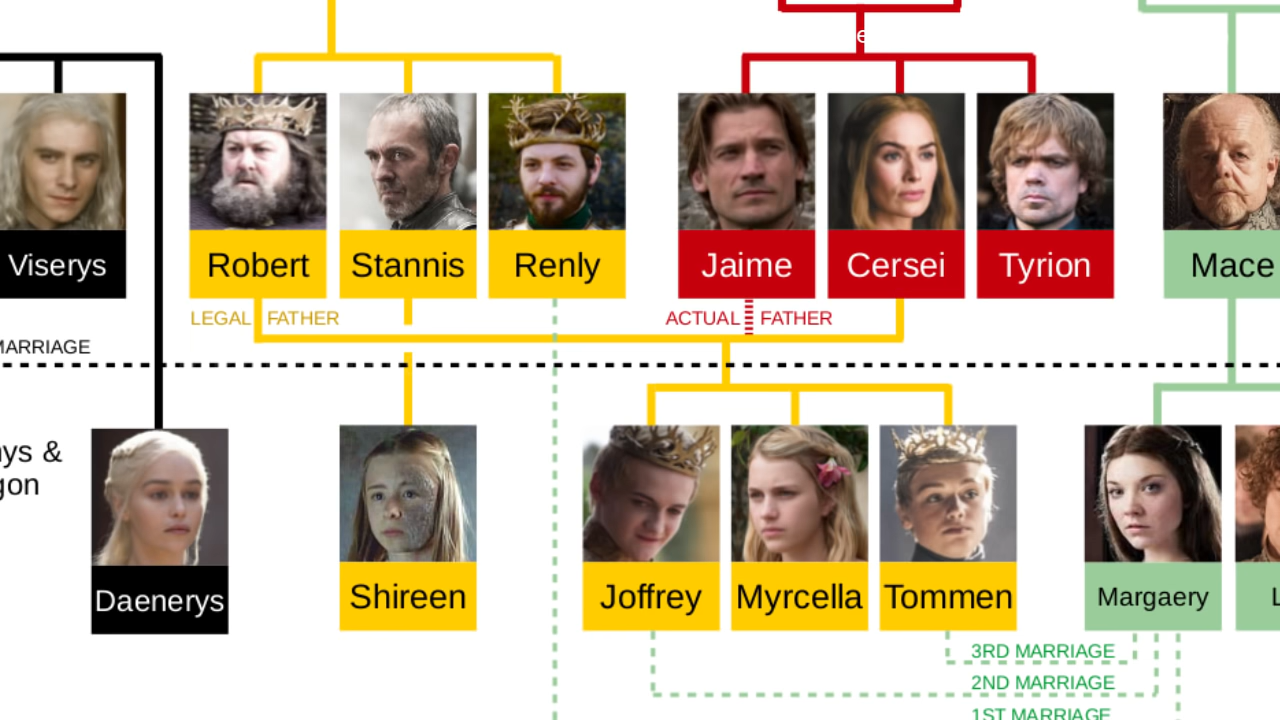 Viserys
Robert
Stannis
Renly
Jaime
Cersei
Tyrion
Mace
LEGAL FATHER
ACTUAL FATHER
MARRIAGE
&
Daenerys
Shireen
Joffrey
Myrcella
Tommen
Margaery
3RD MARRIAGE
2ND MARRIAGE
1ST MARRIAGE